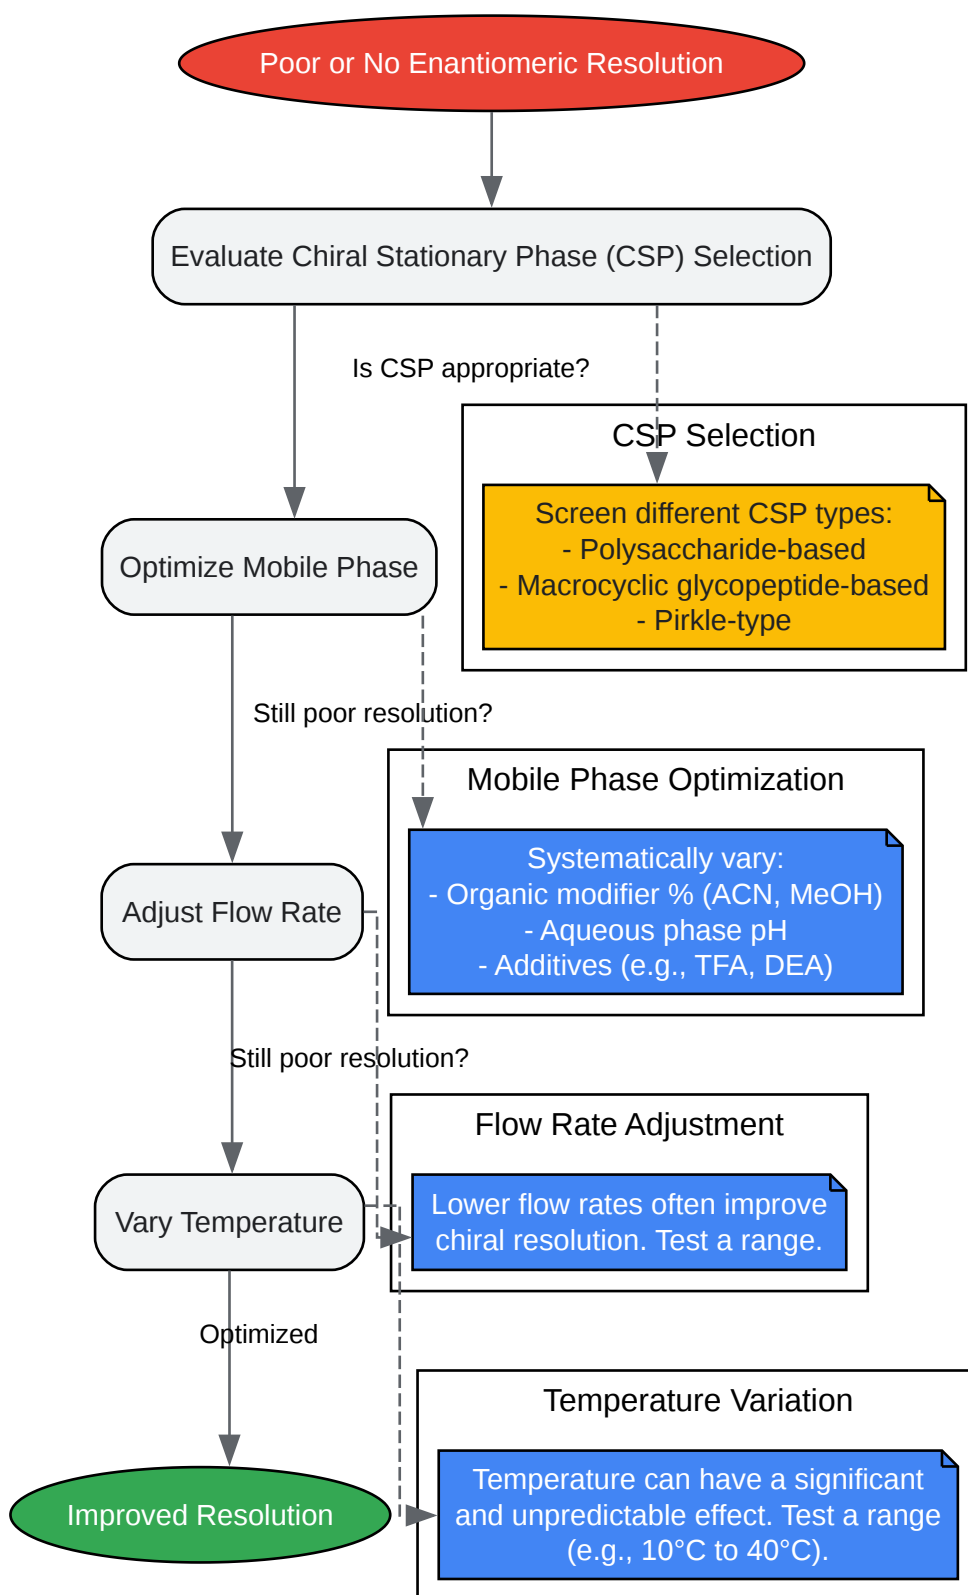 Poor or No Enantiomeric Resolution
Evaluate Chiral Stationary Phase (CSP) Selection
Is CSP appropriate?
CSP Selection
Screen different CSP types:
- Polysaccharide-based
- Macrocyclic glycopeptide-based
- Pirkle-type
Optimize Mobile Phase
Still poor resolution?
Mobile Phase Optimization
Systematically vary:
- Organic modifier % (ACN, MeOH)
- Aqueous phase pH
- Additives (e.g., TFA, DEA)
Adjust Flow Rate
Still poor resolution?
Flow Rate Adjustment
Lower flow rates often improve
chiral resolution. Test a range.
Vary Temperature
Optimized
Temperature Variation
Temperature can have a significant
and unpredictable effect. Test a range
(e.g., 10°C to 40°C).
Improved Resolution